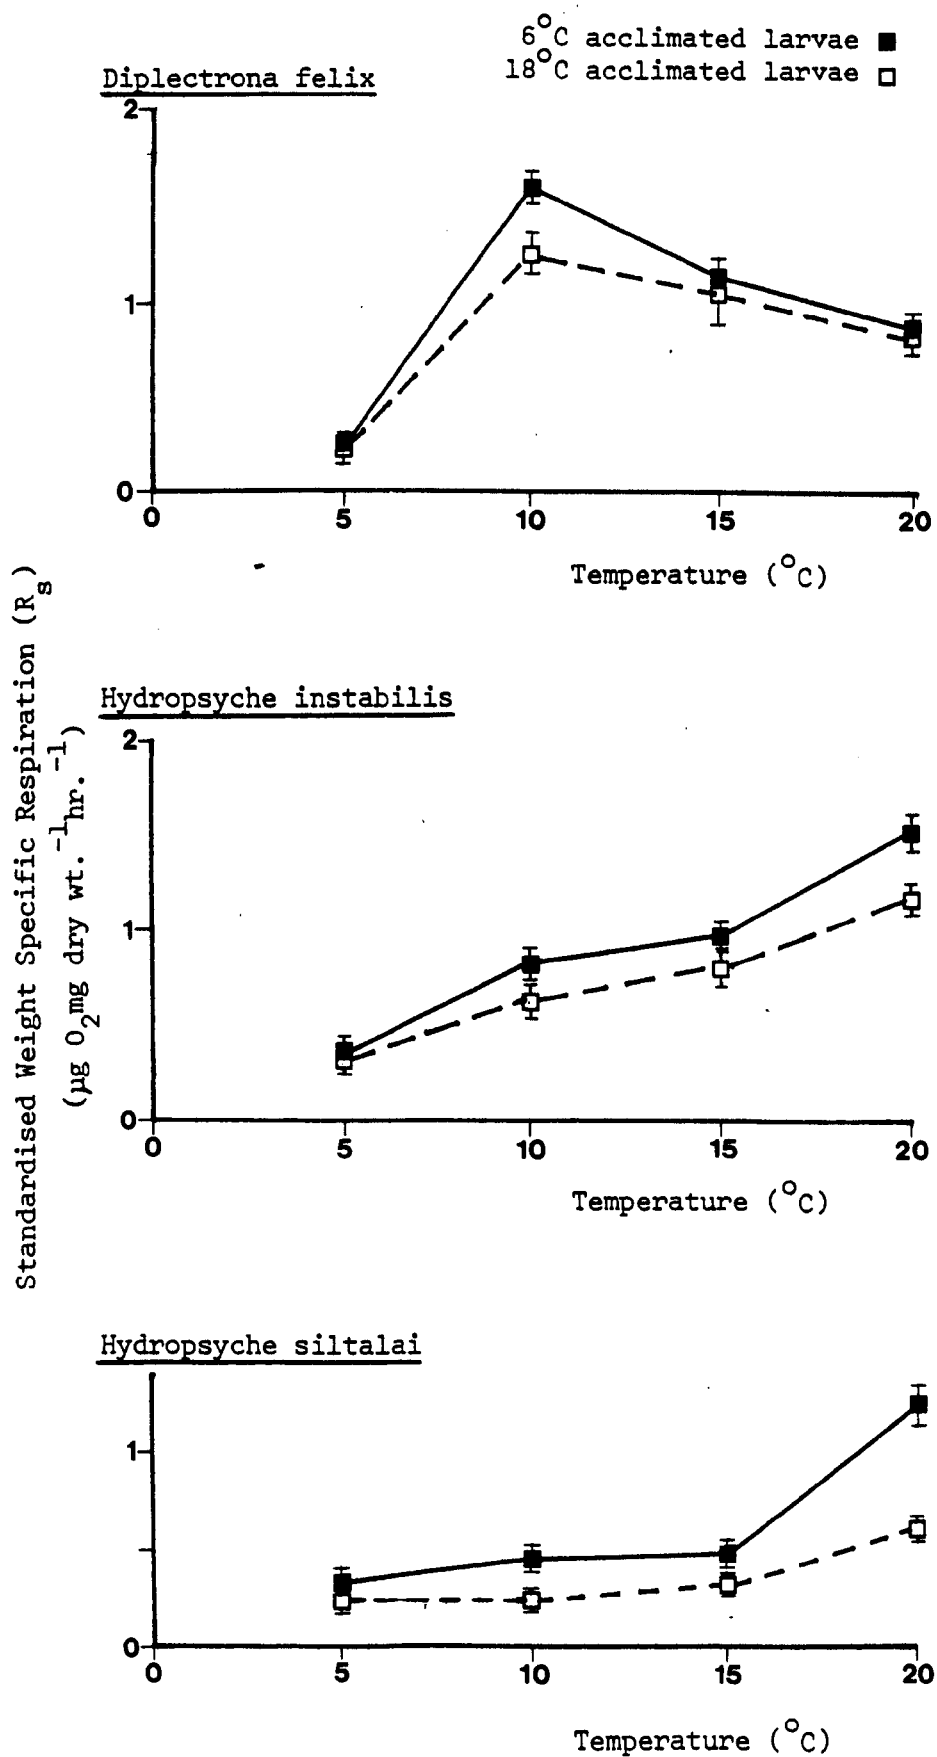 6°C acclimated larvae ■
18°C acclimated larvae □
Diplectrona felix
2
1
0
0 5 10 15 20
Temperature (°C)
Standardised Weight Specific Respiration (Rs)
(µg O2mg dry wt.-1hr.-1)
Hydropsyche instabilis
2
1
0
0 5 10 15 20
Temperature (°C)
Hydropsyche siltalai
1
0
0 5 10 15 20
Temperature (°C)